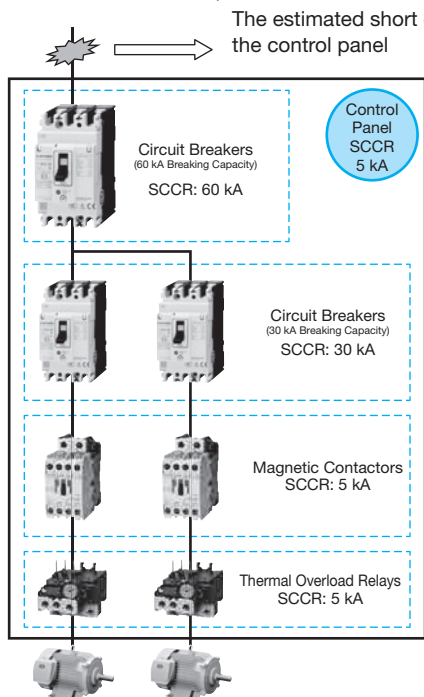 The estimated short
the control panel
Control
Panel
SCCR
5 kA
Circuit Breakers
(60 kA Breaking Capacity)
SCCR: 60 kA
Circuit Breakers
(30 kA Breaking Capacity)
SCCR: 30 kA
Magnetic Contactors
SCCR: 5 kA
Thermal Overload Relays
SCCR: 5 kA